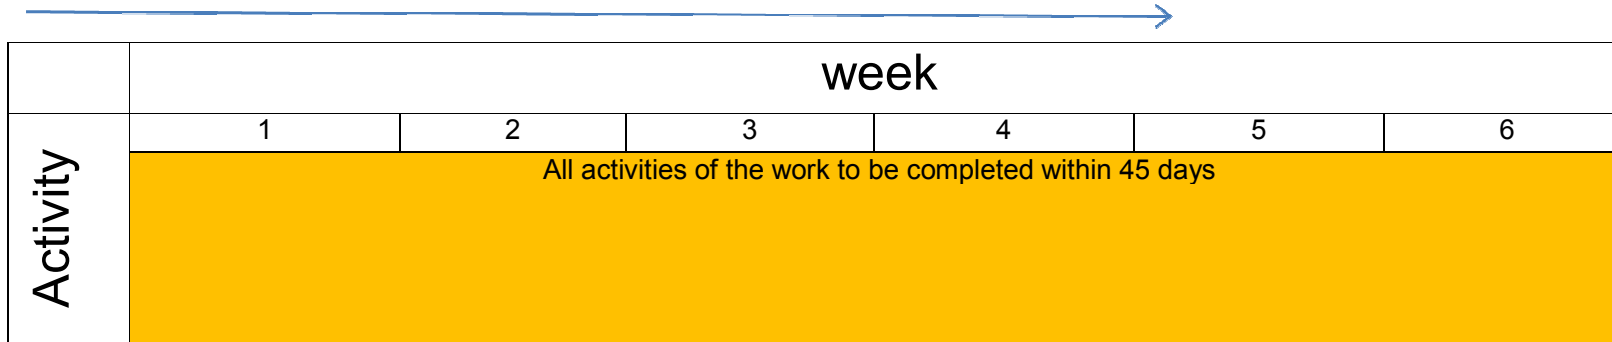 week
1 2 3 4 5 6
Activity
All activities of the work to be completed within 45 days